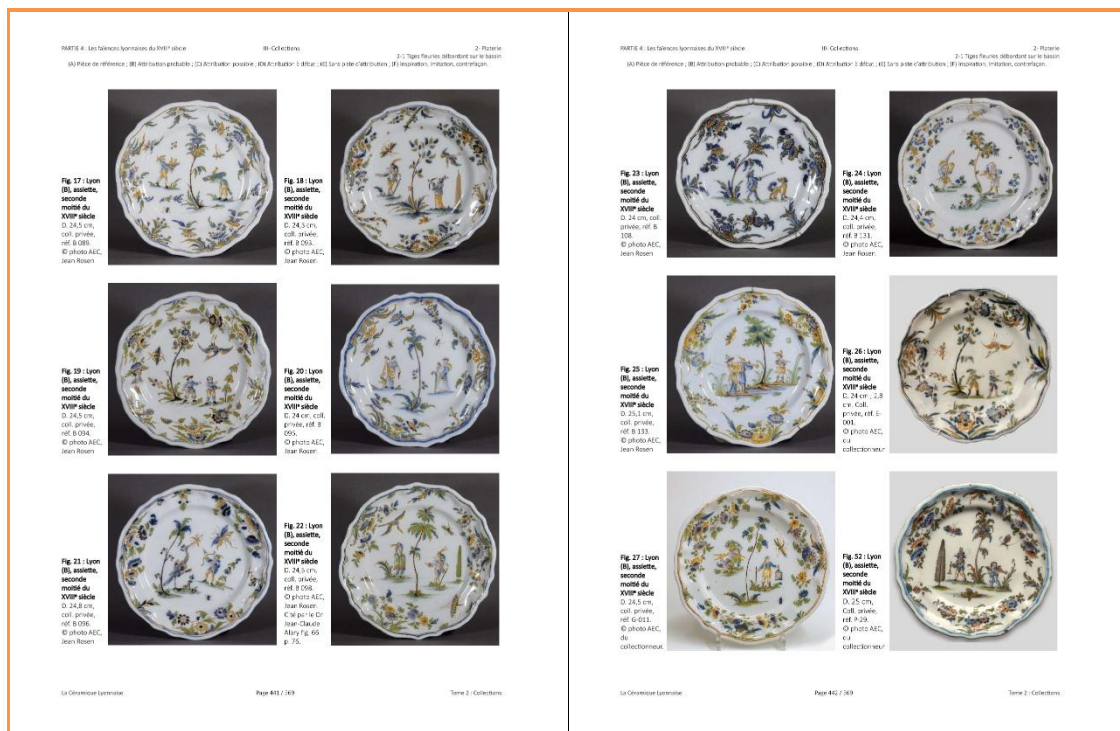 PARTIE 4 : Les faïences lyonnaises du XVIIIᵉ siècle
III- Collections
2- Platerie
2-1 Tiges fleuries débordant sur le bassin
(A) Pièce de référence ; (B) Attribution probable ; (C) Attribution possible ; (D) Attribution à débat ; (E) Sans piste d'attribution ; (F) Inspiration, imitation, contrefaçon.
Fig. 17 : Lyon
(B), assiette,
seconde
moitié du
XVIIIᵉ siècle
D. 24,5 cm,
coll. privée,
réf. B 089.
© photo AEC,
Jean Rosen
Fig. 18 : Lyon
(B), assiette,
seconde
moitié du
XVIIIᵉ siècle
D. 24,5 cm,
coll. privée,
réf. B 093.
© photo AEC,
Jean Rosen.
Fig. 19 : Lyon
(B), assiette,
seconde
moitié du
XVIIIᵉ siècle
D. 24,5 cm,
coll. privée,
réf. B 094.
© photo AEC,
Jean Rosen
Fig. 20 : Lyon
(B), assiette,
seconde
moitié du
XVIIIᵉ siècle
D. 24 cm, coll.
privée, réf. B
095.
© photo AEC,
Jean Rosen
Fig. 21 : Lyon
(B), assiette,
seconde
moitié du
XVIIIᵉ siècle
D. 24,8 cm,
coll. privée,
réf. B 096.
© photo AEC,
Jean Rosen
Fig. 22 : Lyon
(B), assiette,
seconde
moitié du
XVIIIᵉ siècle
D. 24,5 cm,
coll. privée,
réf. B 098.
© photo AEC,
Jean Rosen.
Cité par le Dr
Jean-Claude
Alary fig. 66
p. 76.
La Céramique Lyonnaise
Page 441 / 569
Tome 2 : Collections
PARTIE 4 : Les faïences lyonnaises du XVIIIᵉ siècle
III- Collections
2- Platerie
2-1 Tiges fleuries débordant sur le bassin
(A) Pièce de référence ; (B) Attribution probable ; (C) Attribution possible ; (D) Attribution à débat ; (E) Sans piste d'attribution ; (F) Inspiration, imitation, contrefaçon.
Fig. 23 : Lyon
(B), assiette,
seconde
moitié du
XVIIIᵉ siècle
D. 24 cm, coll.
privée, réf. B
108.
© photo AEC,
Jean Rosen
Fig. 24 : Lyon
(B), assiette,
seconde
moitié du
XVIIIᵉ siècle
D. 24,4 cm,
coll. privée,
réf. B 131.
© photo AEC,
Jean Rosen.
Fig. 25 : Lyon
(B), assiette,
seconde
moitié du
XVIIIᵉ siècle
D. 25,1 cm,
coll. privée,
réf. B 133.
© photo AEC,
Jean Rosen
Fig. 26 : Lyon
(B), assiette,
seconde
moitié du
XVIIIᵉ siècle
D. 24 cm ; 2,8
cm. Coll.
privée, réf. E-
001.
© photo AEC,
du
collectionneur
Fig. 27 : Lyon
(B), assiette,
seconde
moitié du
XVIIIᵉ siècle
D. 24,5 cm,
coll. privée,
réf. G-011.
© photo AEC,
du
collectionneur
Fig. 52 : Lyon
(B), assiette,
seconde
moitié du
XVIIIᵉ siècle
D. 25 cm,
Coll. privée,
réf. P-29.
© photo AEC,
du
collectionneur
La Céramique Lyonnaise
Page 442 / 569
Tome 2 : Collections